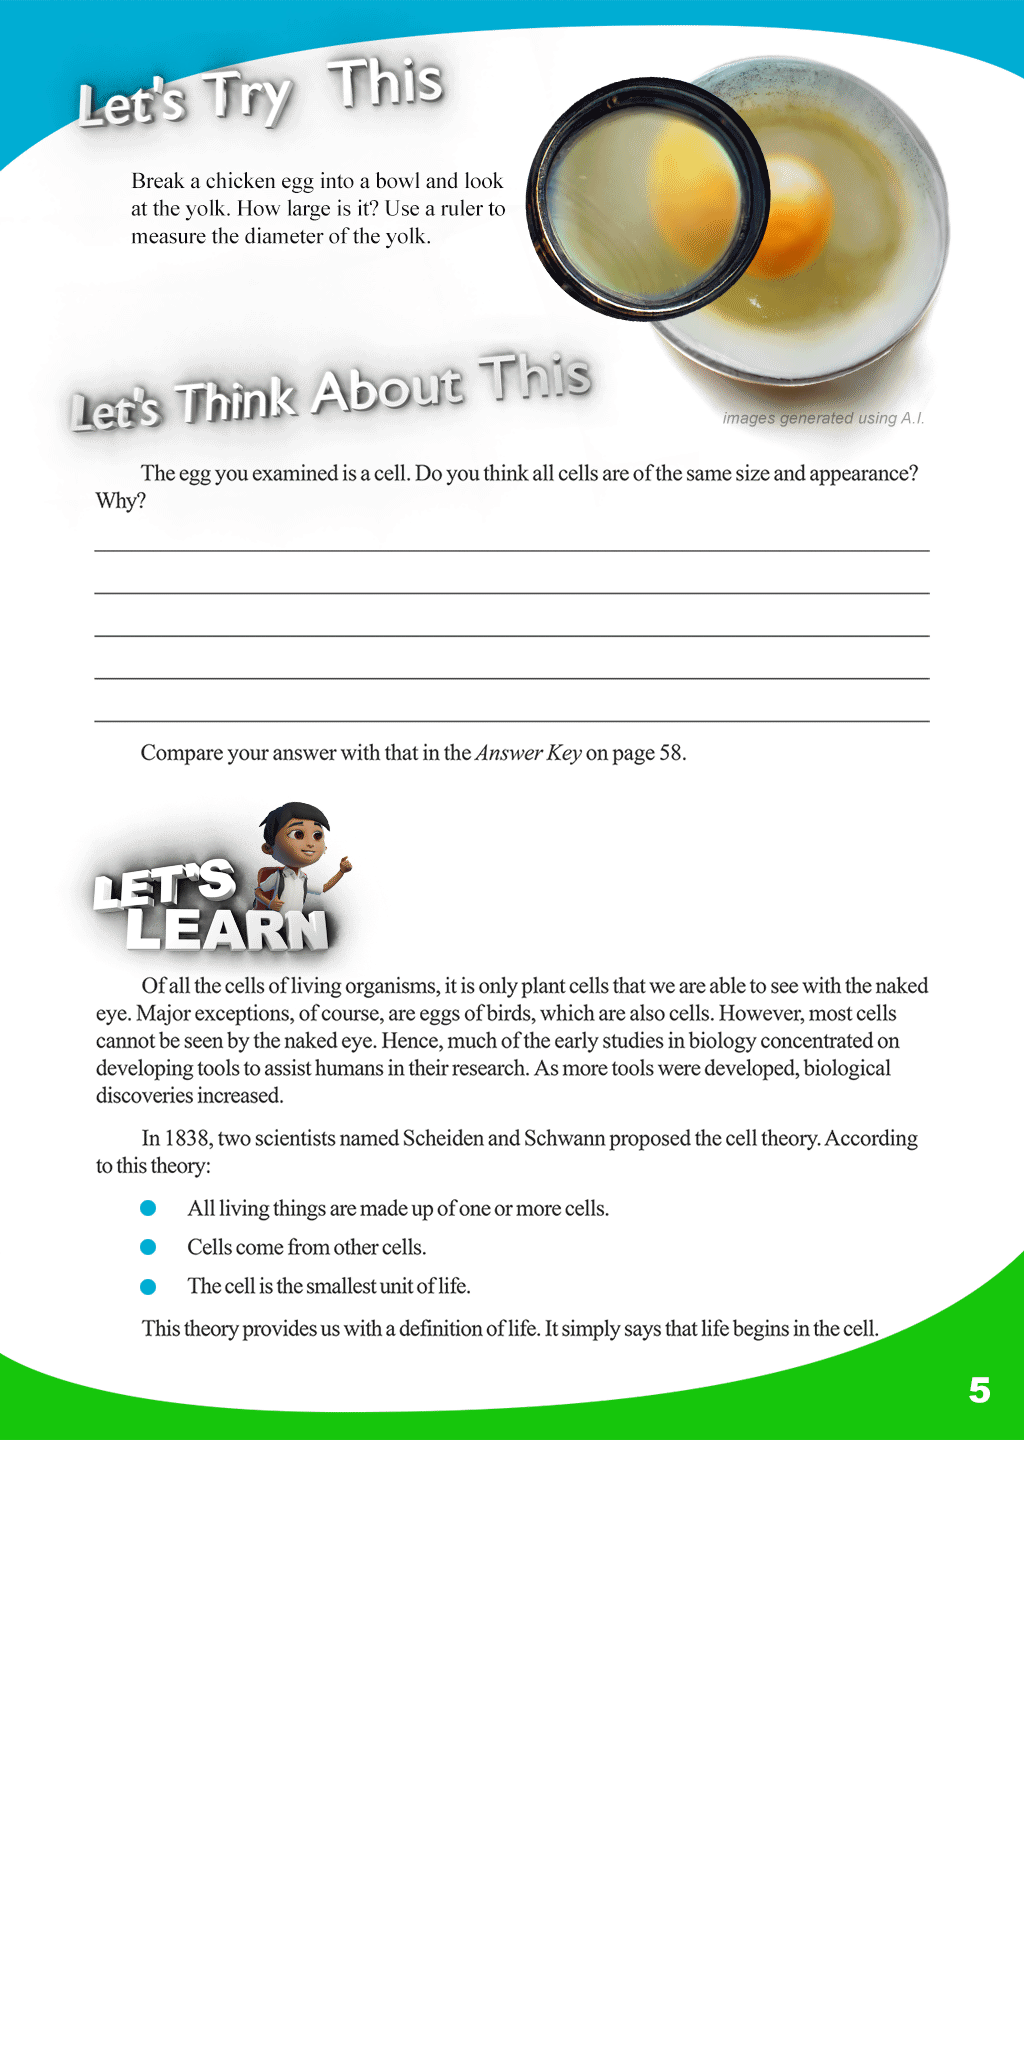 Let's Try This
Break a chicken egg into a bowl and look
at the yolk. How large is it? Use a ruler to
measure the diameter of the yolk.
Let's Think About This
images generated using A.I.
The egg you examined is a cell. Do you think all cells are of the same size and appearance?
Why?
Compare your answer with that in the Answer Key on page 58.
LET'S
LEARN
Of all the cells of living organisms, it is only plant cells that we are able to see with the naked
eye. Major exceptions, of course, are eggs of birds, which are also cells. However, most cells
cannot be seen by the naked eye. Hence, much of the early studies in biology concentrated on
developing tools to assist humans in their research. As more tools were developed, biological
discoveries increased.
In 1838, two scientists named Scheiden and Schwann proposed the cell theory. According
to this theory:
All living things are made up of one or more cells.
Cells come from other cells.
The cell is the smallest unit of life.
This theory provides us with a definition of life. It simply says that life begins in the cell.
5